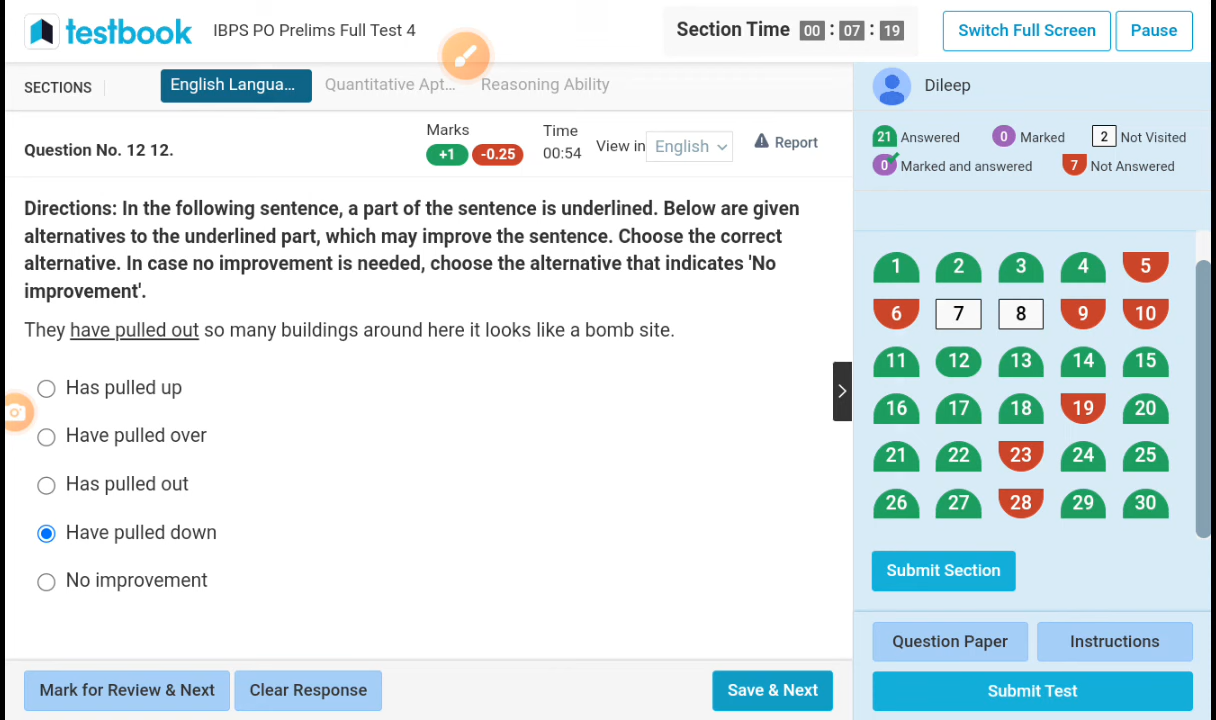 testbook IBPS PO Prelims Full Test 4 Section Time 00 : 07 : 19 Switch Full Screen Pause
SECTIONS English Langua... Quantitative Apt... Reasoning Ability
Dileep
Question No. 12 12.
Marks
+1 -0.25
Time
00:54
View in English
Report
21 Answered 0 Marked 2 Not Visited
0 Marked and answered 7 Not Answered
Directions: In the following sentence, a part of the sentence is underlined. Below are given
alternatives to the underlined part, which may improve the sentence. Choose the correct
alternative. In case no improvement is needed, choose the alternative that indicates 'No
improvement'.
They have pulled out so many buildings around here it looks like a bomb site.
Has pulled up
Have pulled over
Has pulled out
Have pulled down
No improvement
1 2 3 4 5
6 7 8 9 10
11 12 13 14 15
16 17 18 19 20
21 22 23 24 25
26 27 28 29 30
Submit Section
Question Paper Instructions
Mark for Review & Next Clear Response Save & Next Submit Test